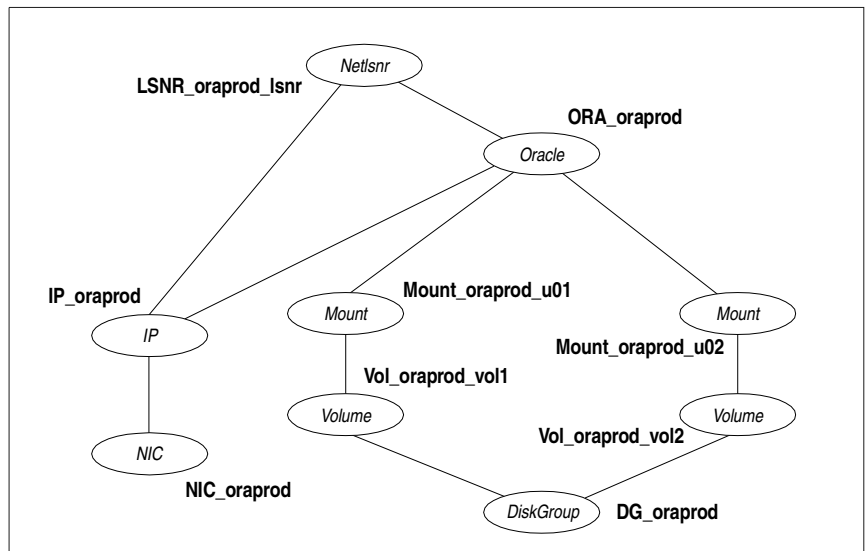 Netlsnr
LSNR_oraprod_lsnr
ORA_oraprod
Oracle
IP_oraprod
Mount_oraprod_u01
IP
Mount
Mount
Mount_oraprod_u02
Vol_oraprod_vol1
Volume
Volume
Vol_oraprod_vol2
NIC
NIC_oraprod
DiskGroup
DG_oraprod